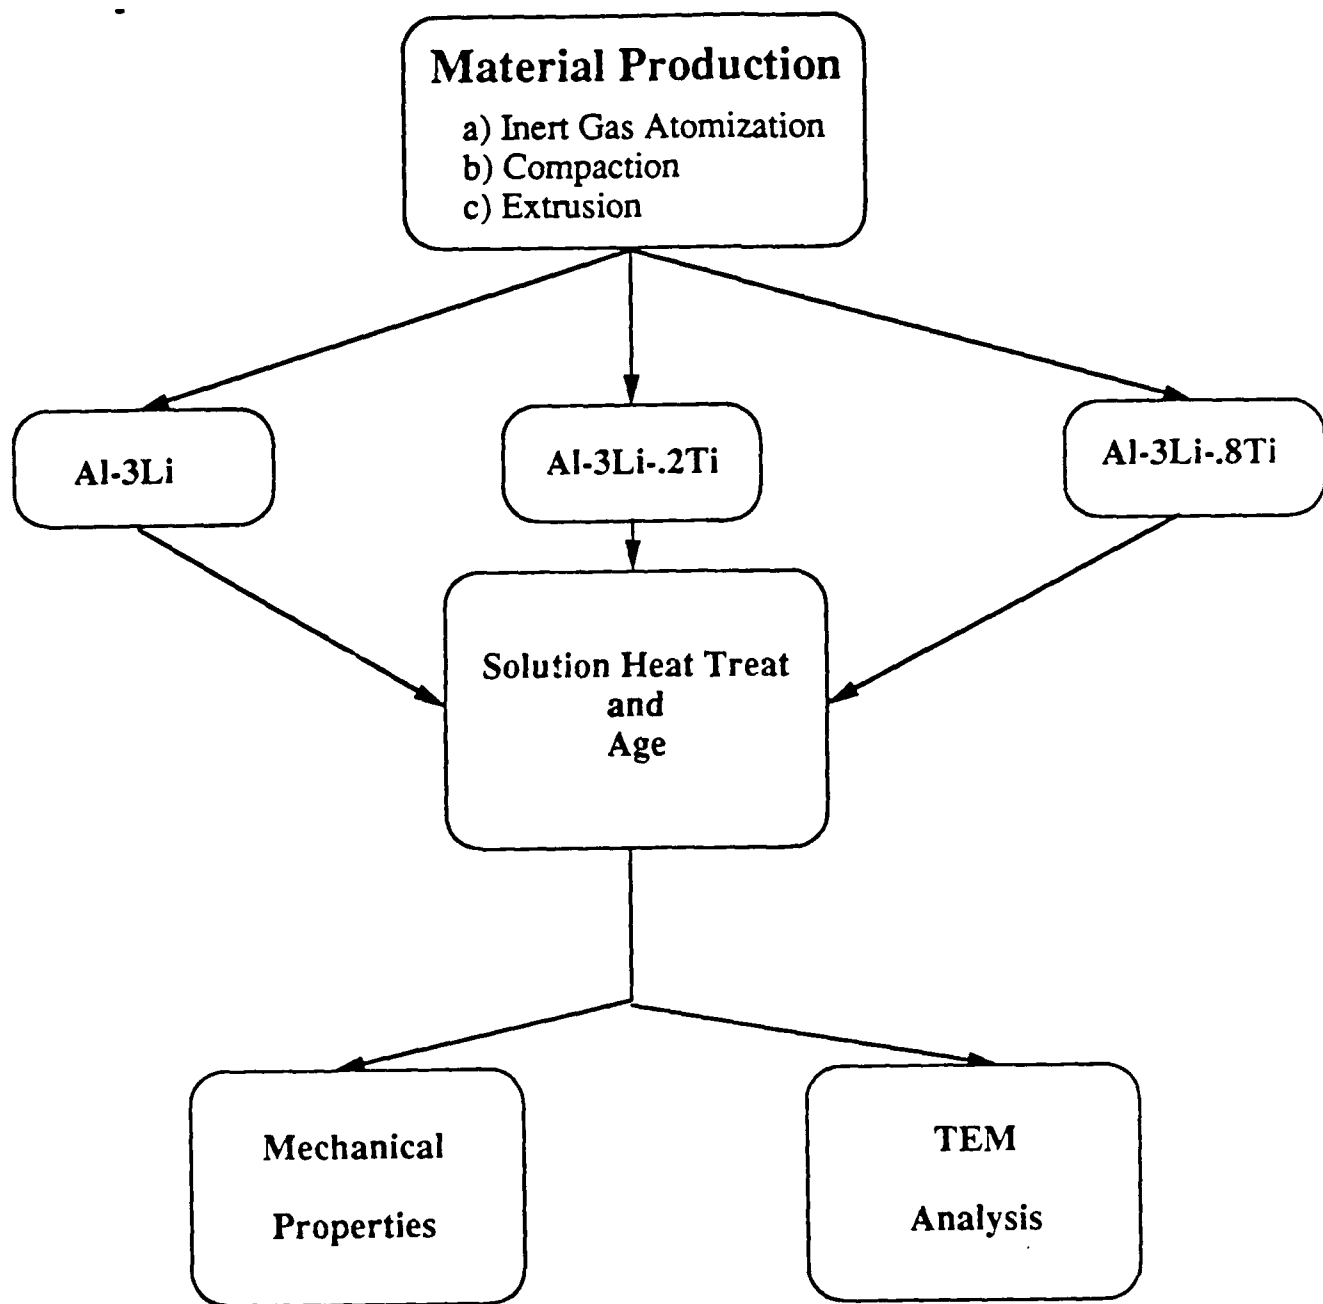 Material Production
a) Inert Gas Atomization
b) Compaction
c) Extrusion
Al-3Li
Al-3Li-.2Ti
Al-3Li-.8Ti
Solution Heat Treat
and
Age
Mechanical
Properties
TEM
Analysis